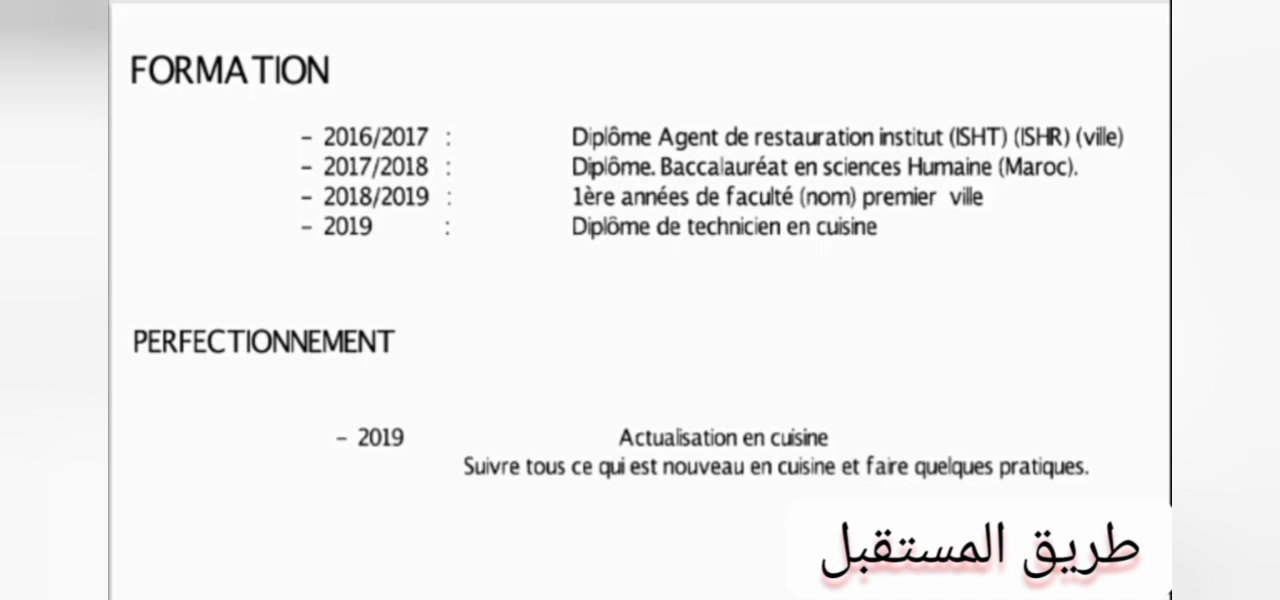 FORMATION
– 2016/2017 : Diplôme Agent de restauration institut (ISHT) (ISHR) (ville)
– 2017/2018 : Diplôme. Baccalauréat en sciences Humaine (Maroc).
– 2018/2019 : 1ère années de faculté (nom) premier ville
– 2019 : Diplôme de technicien en cuisine
PERFECTIONNEMENT
– 2019 Actualisation en cuisine
Suivre tous ce qui est nouveau en cuisine et faire quelques pratiques.
طريق المستقبل